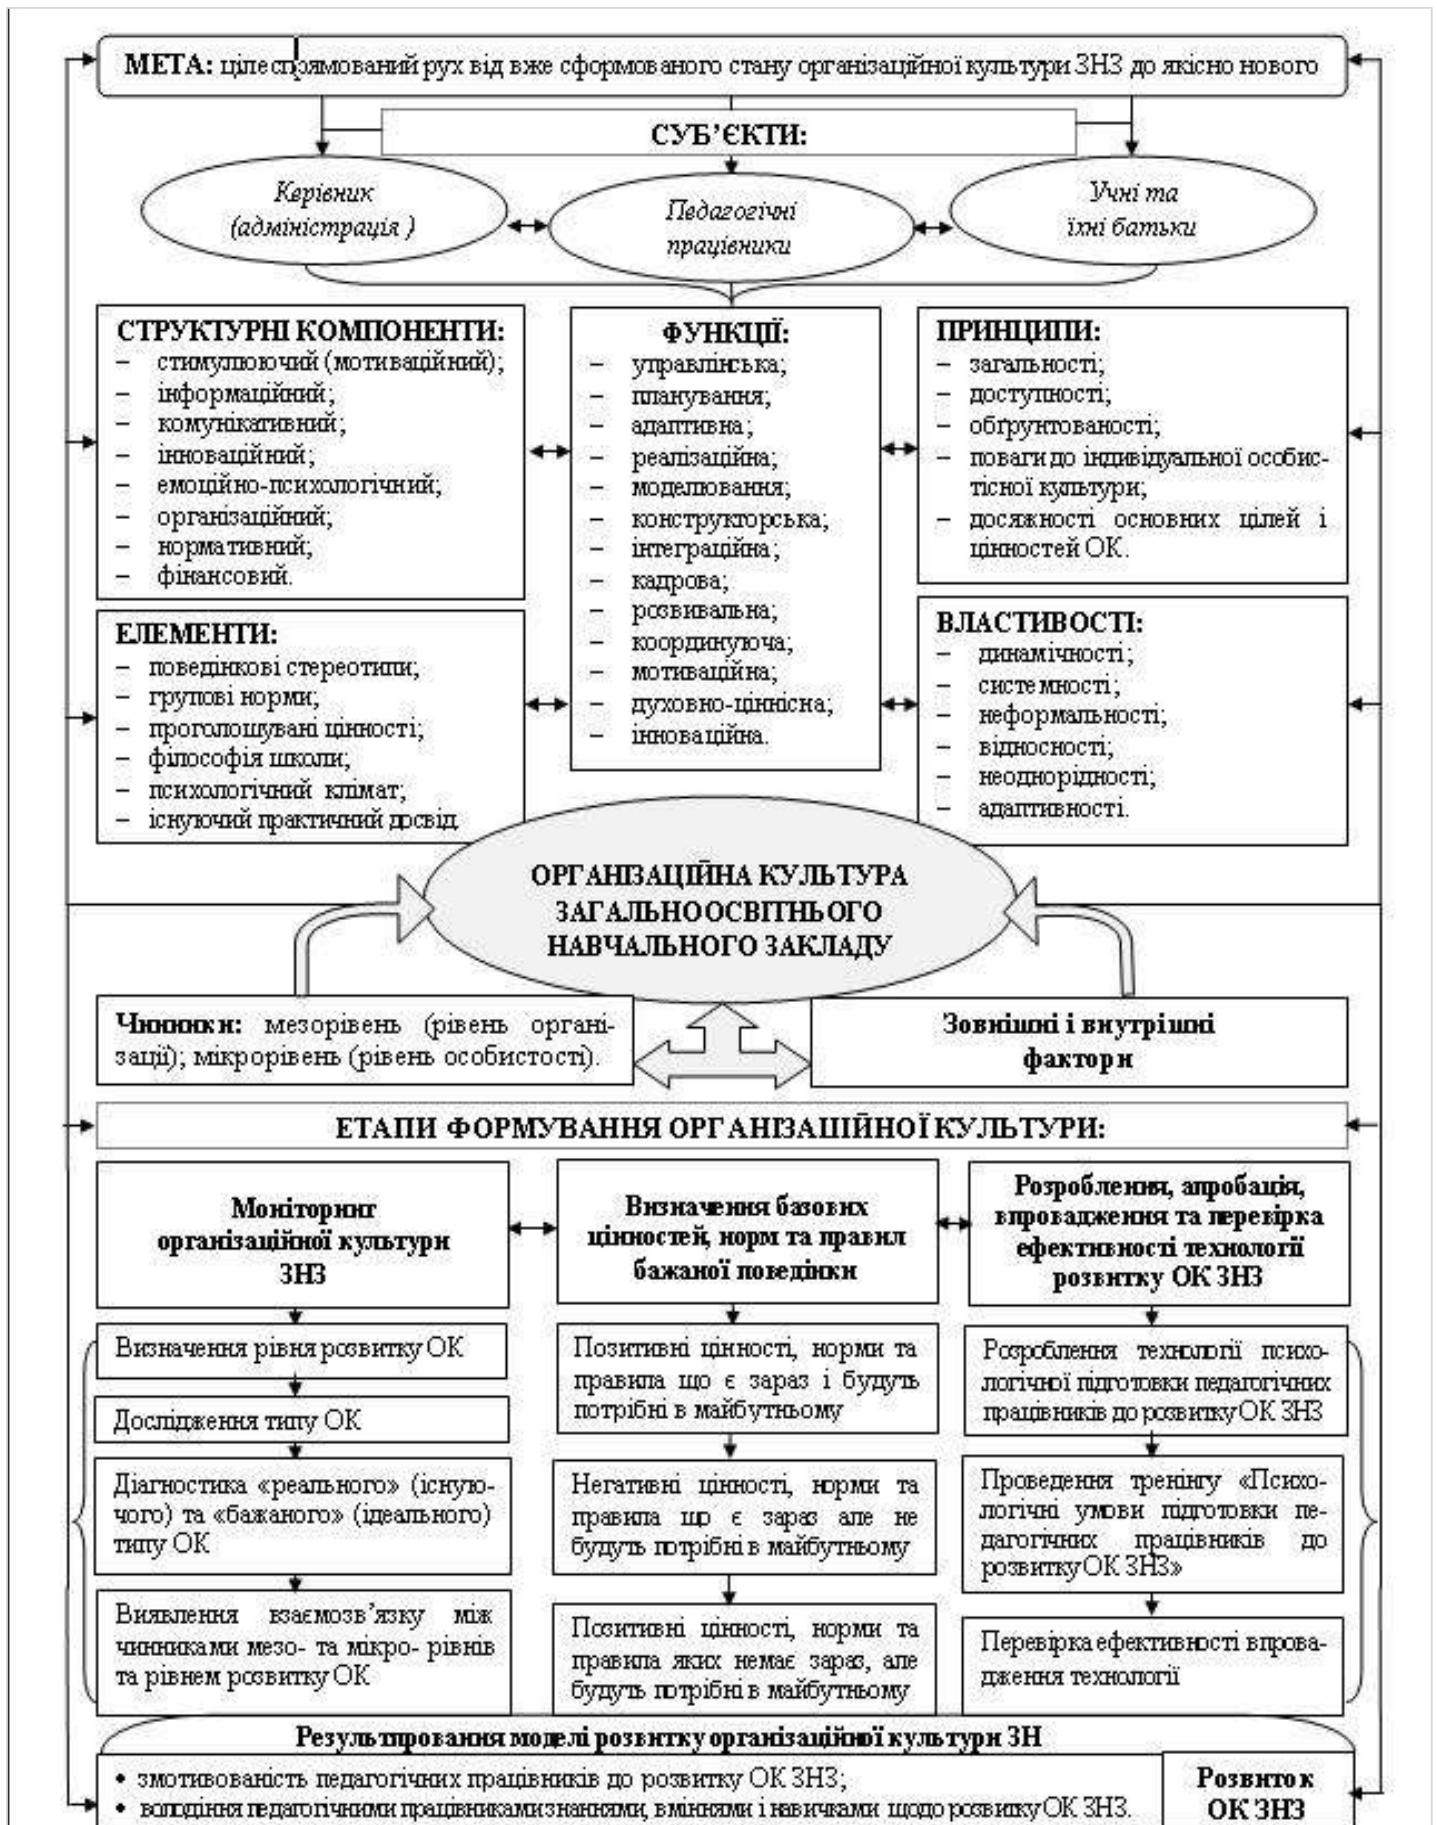 МЕТА: цілеспрямований рух від вже сформованого стану організаційної культури ЗНЗ до якісно нового
СУБ’ЄКТИ:
Керівник
(адміністрація )
Педагогічні
працівники
Учні та
їхні батьки
СТРУКТУРНІ КОМПОНЕНТИ:
– стимулюючий (мотиваційний);
– інформаційний;
– комунікативний;
– інноваційний;
– емоційно-психологічний;
– організаційний;
– нормативний;
– фінансовий.
ФУНКЦІЇ:
– управлінська;
– планування;
– адаптивна;
– реалізаційна;
– моделювання;
– конструкторська;
– інтеграційна;
– кадрова;
– розвивальна;
– координуюча;
– мотиваційна;
– духовно-ціннісна;
– інноваційна.
ПРИНЦИПИ:
– загальності;
– доступності;
– обґрунтованості;
– поваги до індивідуальної особис-
тісної культури;
– досяжності основних цілей і
цінностей ОК.
ЕЛЕМЕНТИ:
– поведінкові стереотипи;
– групові норми;
– проголошувані цінності;
– філософія школи;
– психологічний клімат;
– існуючий практичний досвід.
ВЛАСТИВОСТІ:
– динамічності;
– системності;
– неформальності;
– відносності;
– неоднорідності;
– адаптивності.
ОРГАНІЗАЦІЙНА КУЛЬТУРА
ЗАГАЛЬНООСВІТНЬОГО
НАВЧАЛЬНОГО ЗАКЛАДУ
Чинники: мезорівень (рівень органі-
зації); мікрорівень (рівень особистості).
Зовнішні і внутрішні
фактори
ЕТАПИ ФОРМУВАННЯ ОРГАНІЗАЦІЙНОЇ КУЛЬТУРИ:
Моніторинг
організаційної культури
ЗНЗ
Визначення базових
цінностей, норм та правил
бажаної поведінки
Розроблення, апробація,
впровадження та перевірка
ефективності технології
розвитку ОК ЗНЗ
Визначення рівня розвитку ОК
Дослідження типу ОК
Діагностика «реального» (існую-
чого) та «бажаного» (ідеального)
типу ОК
Виявлення взаємозв’язку між
чинниками мезо- та мікро- рівнів
та рівнем розвитку ОК
Позитивні цінності, норми та
правила що є зараз і будуть
потрібні в майбутньому
Негативні цінності, норми та
правила що є зараз але не
будуть потрібні в майбутньому
Позитивні цінності, норми та
правила яких немає зараз, але
будуть потрібні в майбутньому
Розроблення технології психо-
логічної підготовки педагогічних
працівників до розвитку ОК ЗНЗ
Проведення тренінгу «Психо-
логічні умови підготовки пе-
дагогічних працівників до
розвитку ОК ЗНЗ»
Перевірка ефективності впрова-
дження технології
Результування моделі розвитку організаційної культури ЗН
• змотивованість педагогічних працівників до розвитку ОК ЗНЗ;
• володіння педагогічними працівниками знаннями, вміннями і навичками щодо розвитку ОК ЗНЗ.
Розвиток
ОК ЗНЗ